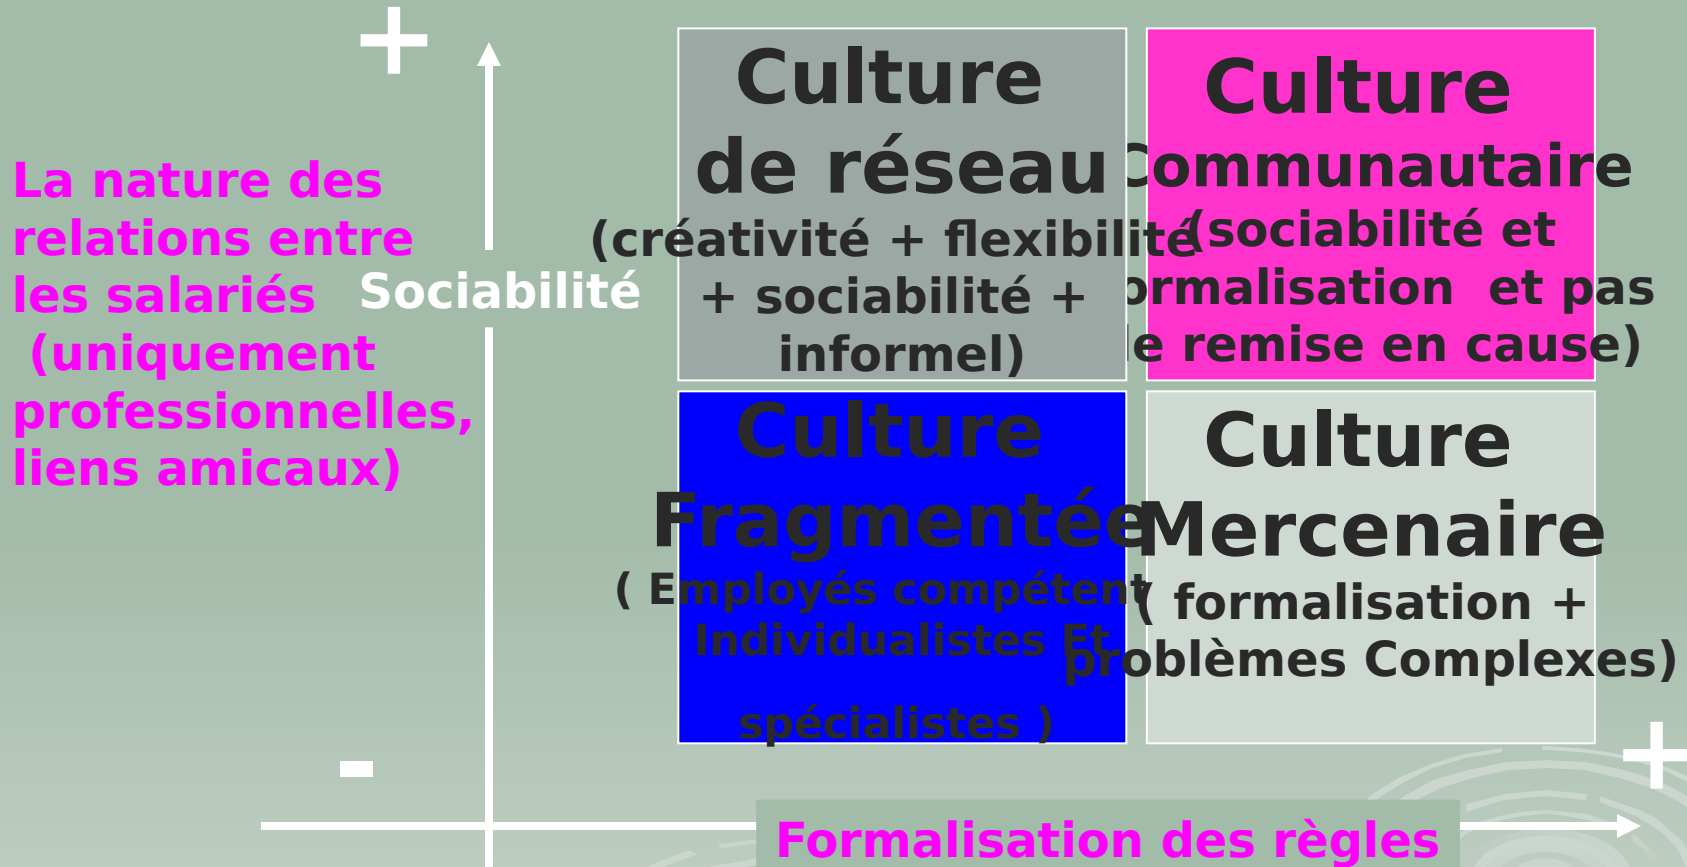 +
La nature des
relations entre
les salariés
(uniquement
professionnelles,
liens amicaux)
Sociabilité
-
Culture
de réseau
(créativité + flexibilité
+ sociabilité +
informel)
Culture
Communautaire
(sociabilité et
ormalisation et pas
de remise en cause)
Culture
Fragmentée
( Employés compétent
Individualistes Et
spécialistes )
Culture
Mercenaire
( formalisation +
problèmes Complexes)
+
Formalisation des règles